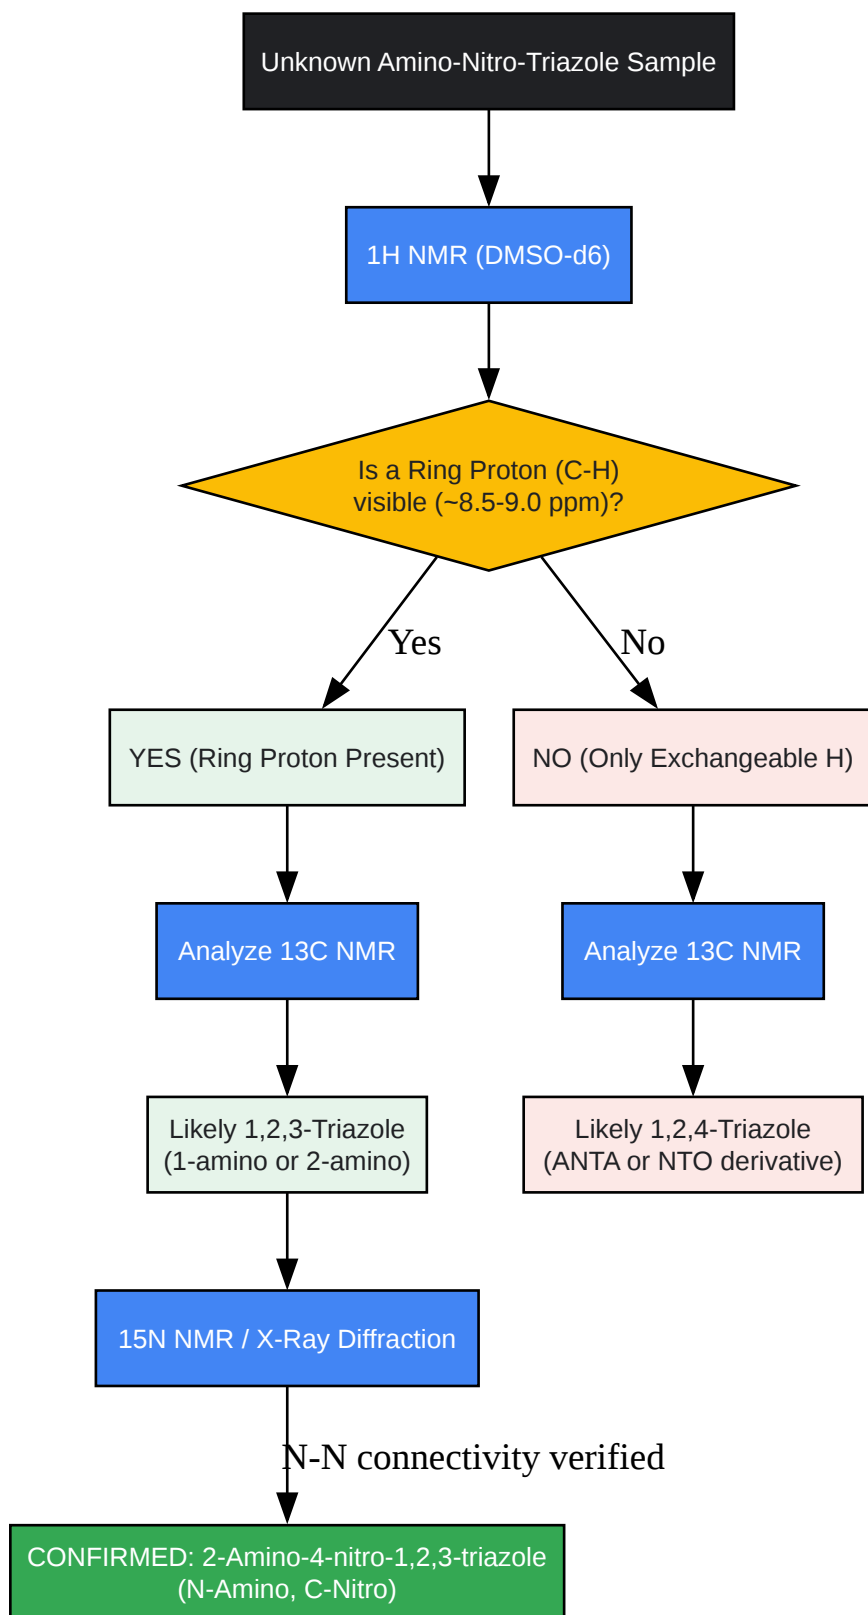 Unknown Amino-Nitro-Triazole Sample
1H NMR (DMSO-d6)
Is a Ring Proton (C-H)
visible (~8.5-9.0 ppm)?
Yes
No
YES (Ring Proton Present)
NO (Only Exchangeable H)
Analyze 13C NMR
Analyze 13C NMR
Likely 1,2,3-Triazole
(1-amino or 2-amino)
Likely 1,2,4-Triazole
(ANTA or NTO derivative)
15N NMR / X-Ray Diffraction
N-N connectivity verified
CONFIRMED: 2-Amino-4-nitro-1,2,3-triazole
(N-Amino, C-Nitro)